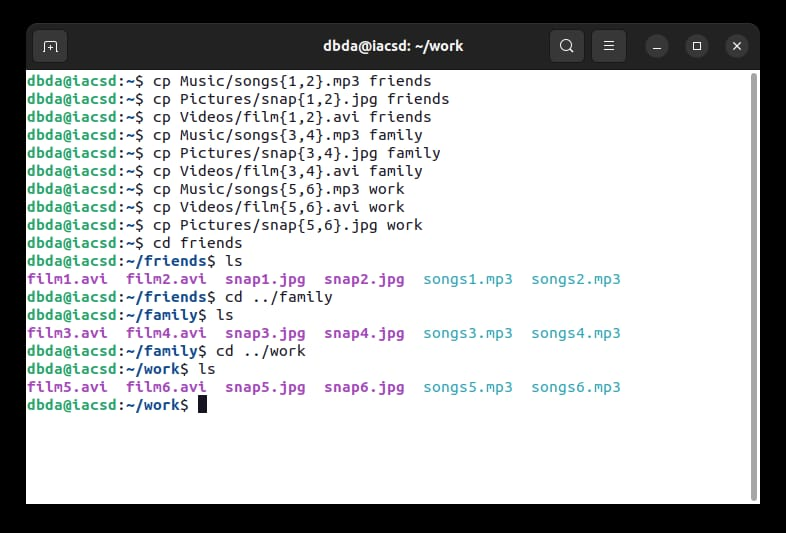 dbda@iacsd: ~/work
dbda@iacsd:~$ cp Music/songs{1,2}.mp3 friends
dbda@iacsd:~$ cp Pictures/snap{1,2}.jpg friends
dbda@iacsd:~$ cp Videos/film{1,2}.avi friends
dbda@iacsd:~$ cp Music/songs{3,4}.mp3 family
dbda@iacsd:~$ cp Pictures/snap{3,4}.jpg family
dbda@iacsd:~$ cp Videos/film{3,4}.avi family
dbda@iacsd:~$ cp Music/songs{5,6}.mp3 work
dbda@iacsd:~$ cp Videos/film{5,6}.avi work
dbda@iacsd:~$ cp Pictures/snap{5,6}.jpg work
dbda@iacsd:~$ cd friends
dbda@iacsd:~/friends$ ls
film1.avi  film2.avi  snap1.jpg  snap2.jpg  songs1.mp3  songs2.mp3
dbda@iacsd:~/friends$ cd ../family
dbda@iacsd:~/family$ ls
film3.avi  film4.avi  snap3.jpg  snap4.jpg  songs3.mp3  songs4.mp3
dbda@iacsd:~/family$ cd ../work
dbda@iacsd:~/work$ ls
film5.avi  film6.avi  snap5.jpg  snap6.jpg  songs5.mp3  songs6.mp3
dbda@iacsd:~/work$